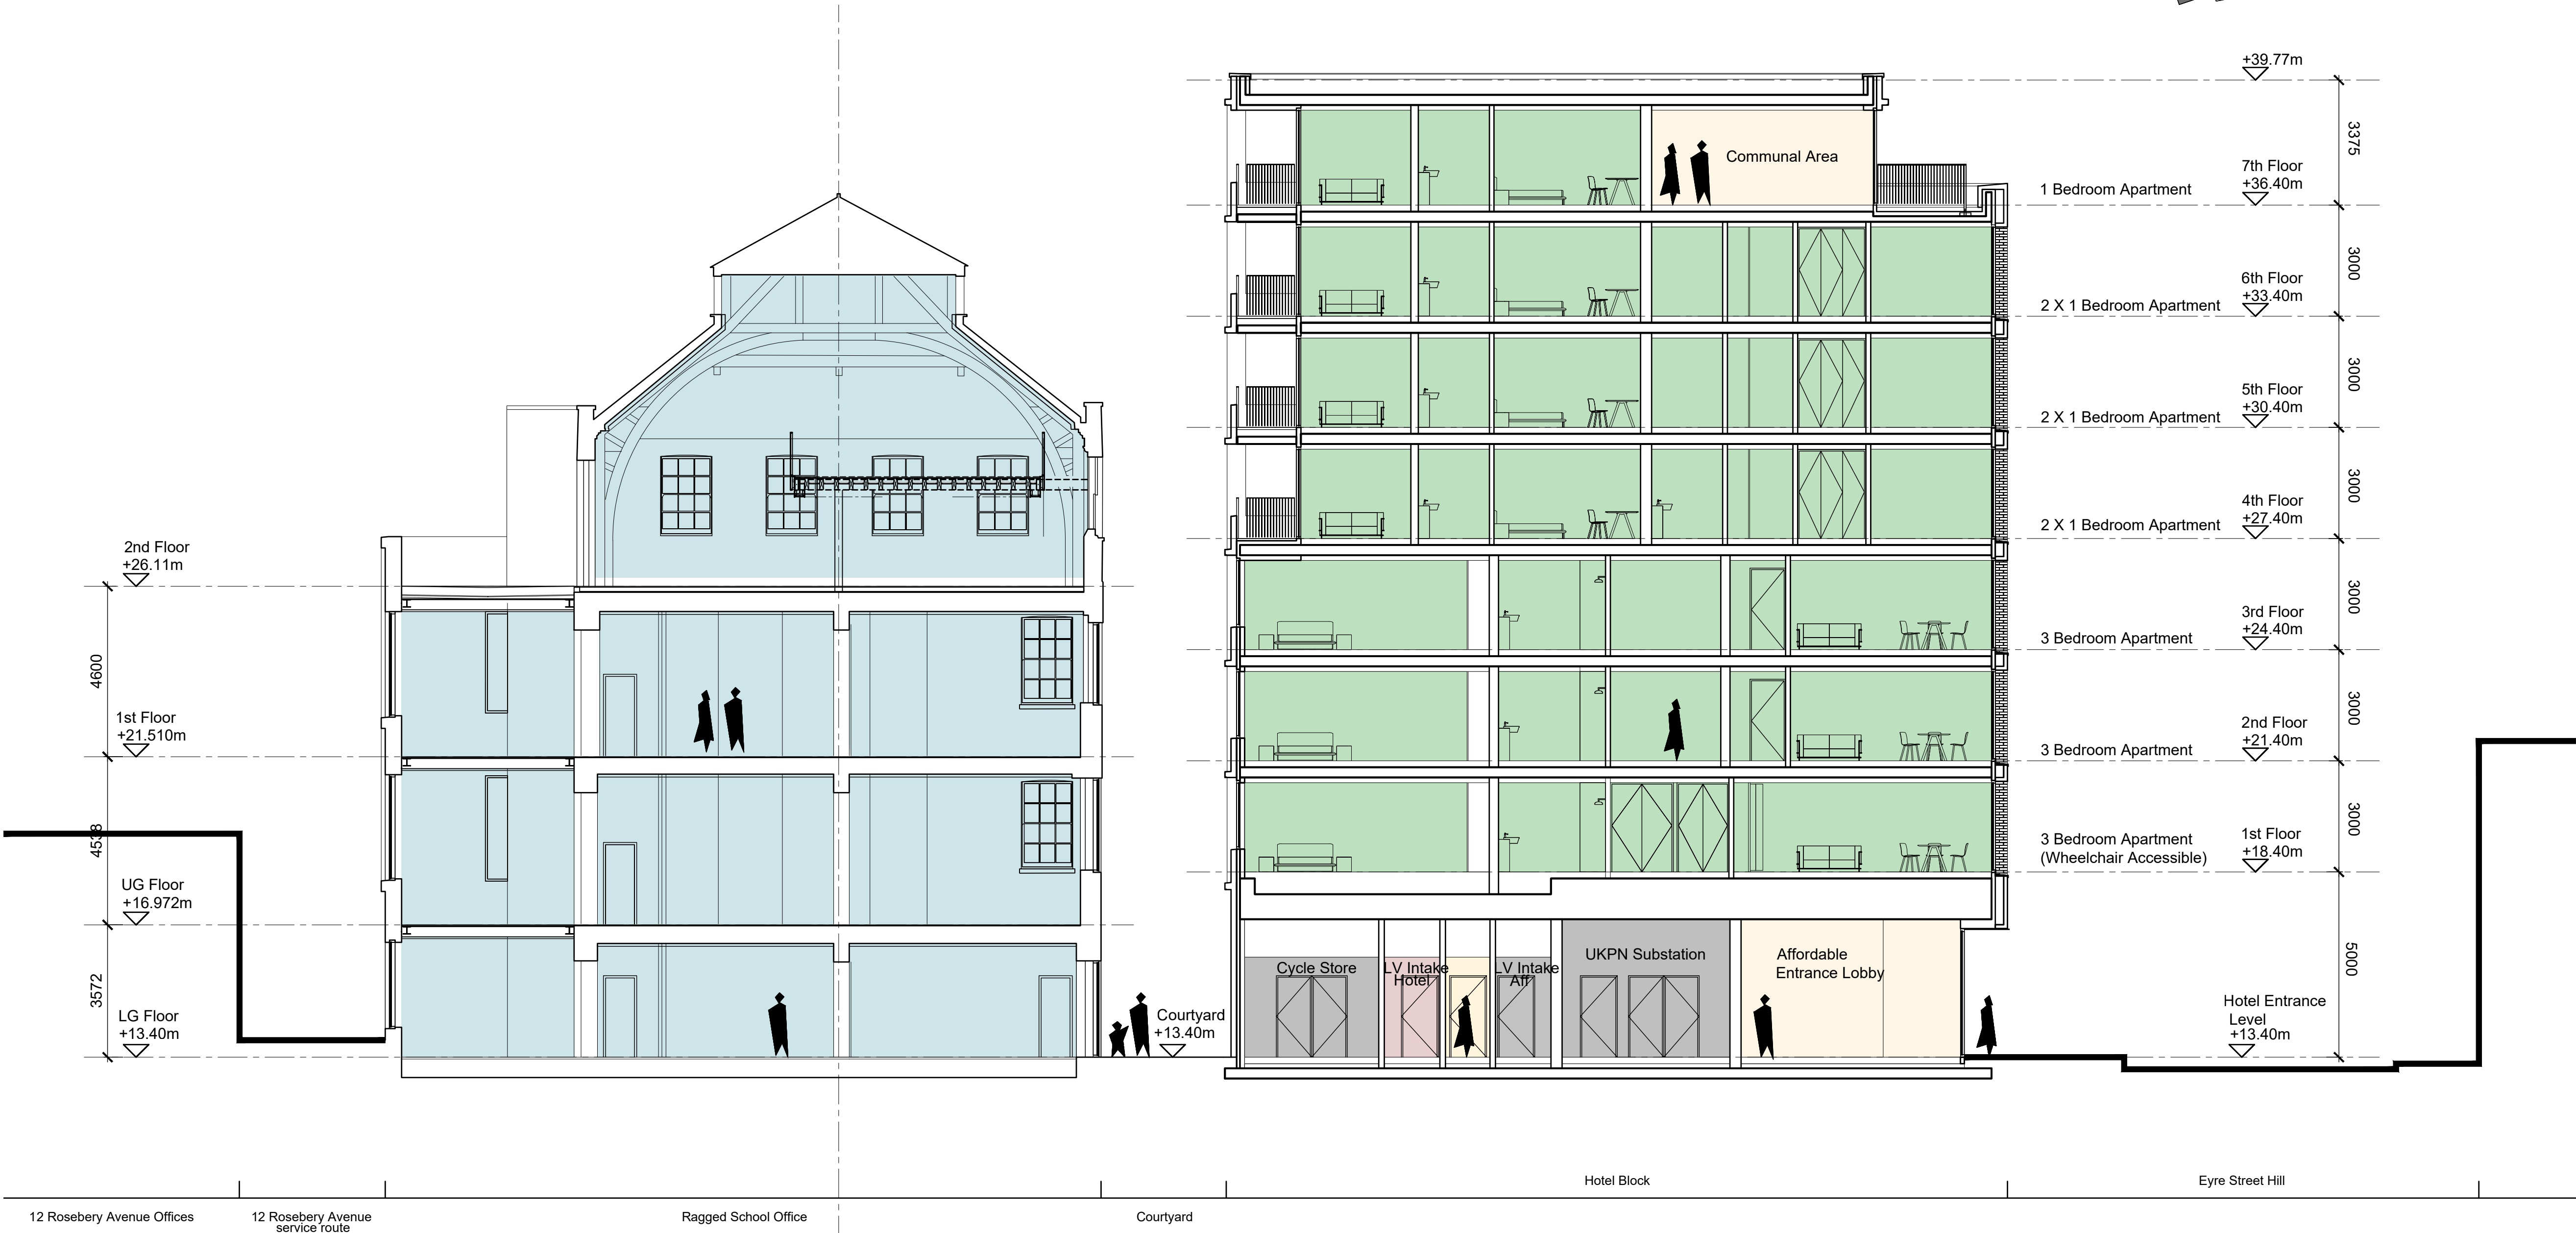 +39.77m
3375
Communal Area
7th Floor
+36.40m
1 Bedroom Apartment
3000
6th Floor
+33.40m
2 X 1 Bedroom Apartment
3000
5th Floor
+30.40m
2 X 1 Bedroom Apartment
3000
4th Floor
+27.40m
2 X 1 Bedroom Apartment
3000
3rd Floor
+24.40m
3 Bedroom Apartment
3000
2nd Floor
+21.40m
3 Bedroom Apartment
3000
1st Floor
+18.40m
3 Bedroom Apartment
(Wheelchair Accessible)
5000
Hotel Entrance
Level
+13.40m
2nd Floor
+26.11m
4600
1st Floor
+21.510m
4538
UG Floor
+16.972m
3572
LG Floor
+13.40m
Courtyard
+13.40m
Cycle Store
LV Intake
Hotel
LV Intake
Aff
UKPN Substation
Affordable
Entrance Lobby
Hotel Block
Eyre Street Hill
12 Rosebery Avenue Offices
12 Rosebery Avenue
service route
Ragged School Office
Courtyard